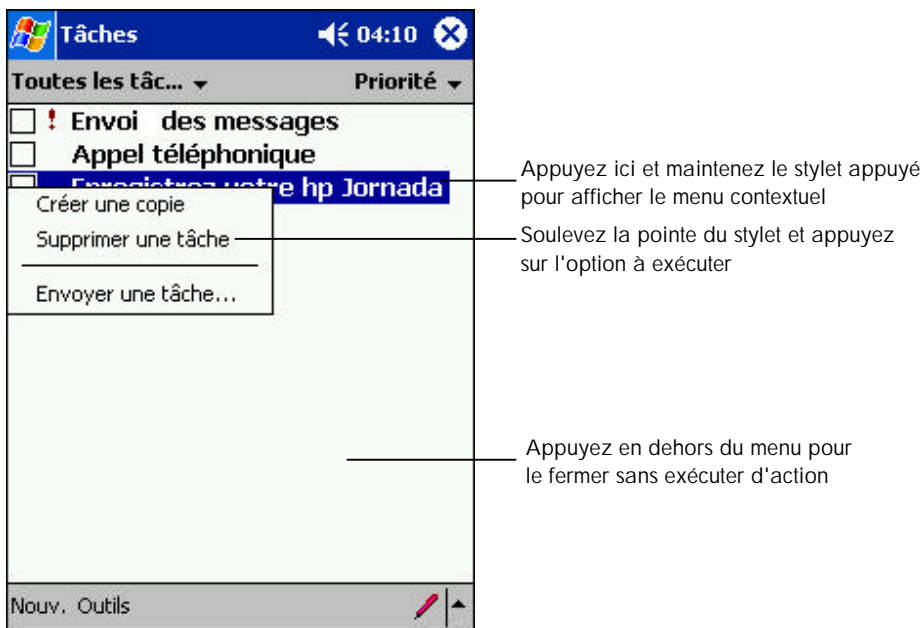 Tâches 04:10
Toutes les tâc... Priorité
! Envoi des messages
Appel téléphonique
Enregistrez votre hp Jornada
Créer une copie
Supprimer une tâche
Envoyer une tâche...
Nouv. Outils
Appuyez ici et maintenez le stylet appuyé
pour afficher le menu contextuel
Soulevez la pointe du stylet et appuyez
sur l'option à exécuter
Appuyez en dehors du menu pour
le fermer sans exécuter d'action